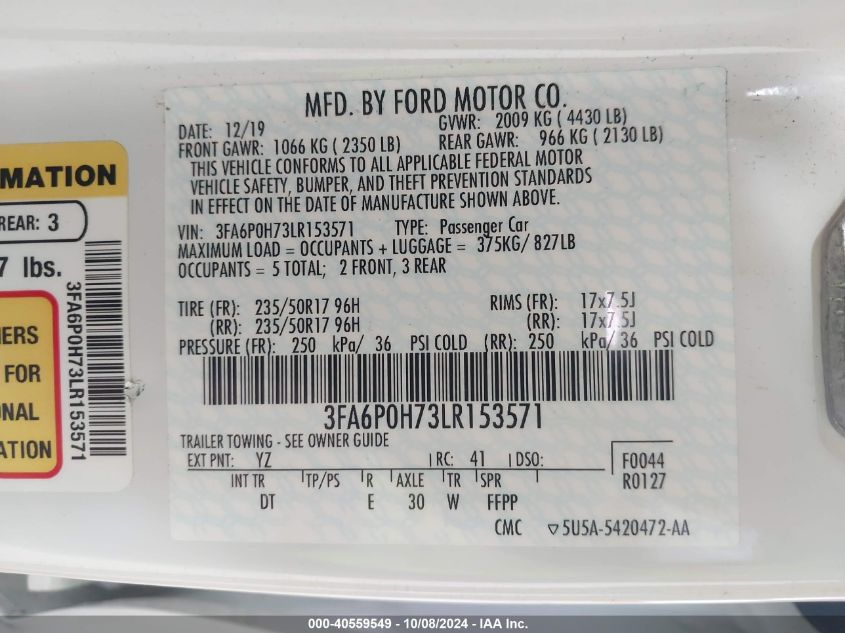 MFD. BY FORD MOTOR CO.
DATE: 12/19 GVWR: 2009 KG ( 4430 LB)
FRONT GAWR: 1066 KG ( 2350 LB) REAR GAWR: 966 KG ( 2130 LB)
THIS VEHICLE CONFORMS TO ALL APPLICABLE FEDERAL MOTOR
VEHICLE SAFETY, BUMPER, AND THEFT PREVENTION STANDARDS
IN EFFECT ON THE DATE OF MANUFACTURE SHOWN ABOVE.
VIN: 3FA6P0H73LR153571 TYPE: Passenger Car
MAXIMUM LOAD = OCCUPANTS + LUGGAGE = 375KG/ 827LB
OCCUPANTS = 5 TOTAL; 2 FRONT, 3 REAR
TIRE (FR): 235/50R17 96H RIMS (FR): 17x7.5J
(RR): 235/50R17 96H (RR): 17x7.5J
PRESSURE (FR): 250 kPa/ 36 PSI COLD (RR): 250 kPa/ 36 PSI COLD
3FA6P0H73LR153571
TRAILER TOWING - SEE OWNER GUIDE
EXT PNT: YZ RC: 41 DSO: F0044
R0127
INT TR TP/PS R AXLE TR SPR
DT E 30 W FFPP
CMC ▽5U5A-5420472-AA
MATION
REAR: 3
7 lbs.
ERS
FOR
ONAL
ATION
3FA6P0H73LR153571
000-40559549 - 10/08/2024 - IAA Inc.